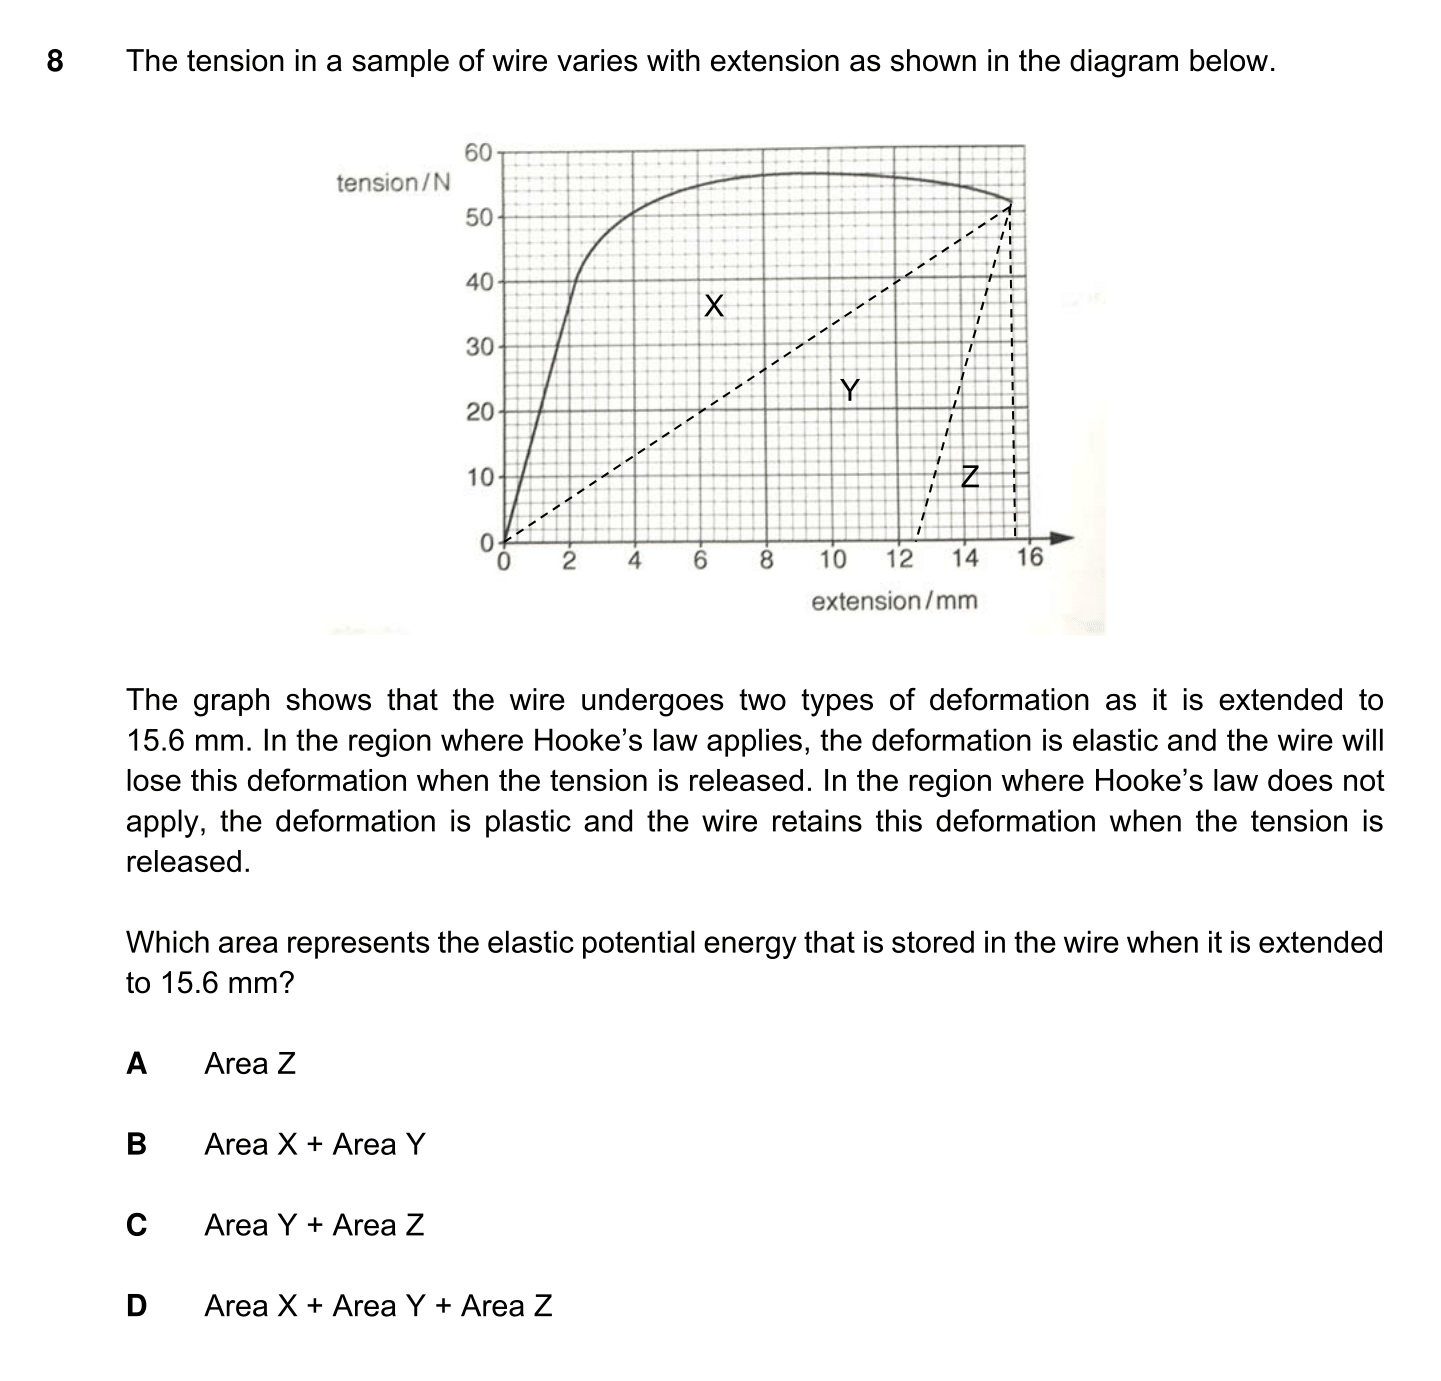 8 The tension in a sample of wire varies with extension as shown in the diagram below.
60
tension/N
50
40
X
30
Y
20
Z
10
0
0 2 4 6 8 10 12 14 16
extension/mm
The graph shows that the wire undergoes two types of deformation as it is extended to
15.6 mm. In the region where Hooke’s law applies, the deformation is elastic and the wire will
lose this deformation when the tension is released. In the region where Hooke’s law does not
apply, the deformation is plastic and the wire retains this deformation when the tension is
released.
Which area represents the elastic potential energy that is stored in the wire when it is extended
to 15.6 mm?
A Area Z
B Area X + Area Y
C Area Y + Area Z
D Area X + Area Y + Area Z